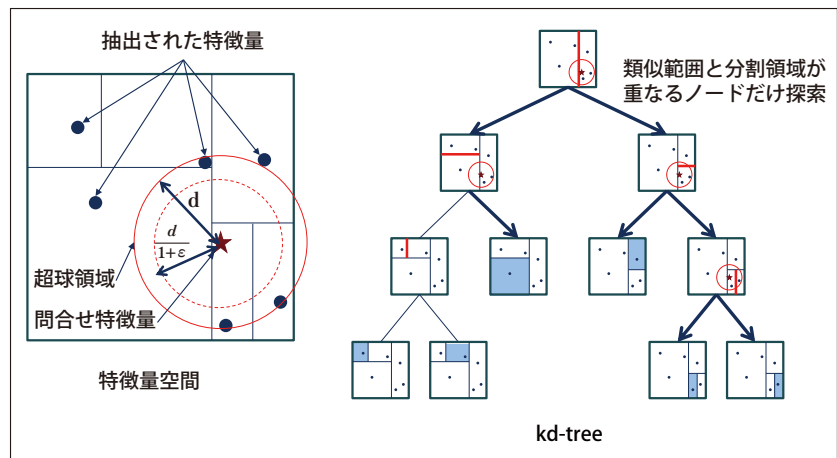 抽出された特徴量
d
d
1+ε
超球領域
問合せ特徴量
特徴量空間
類似範囲と分割領域が
重なるノードだけ探索
kd-tree